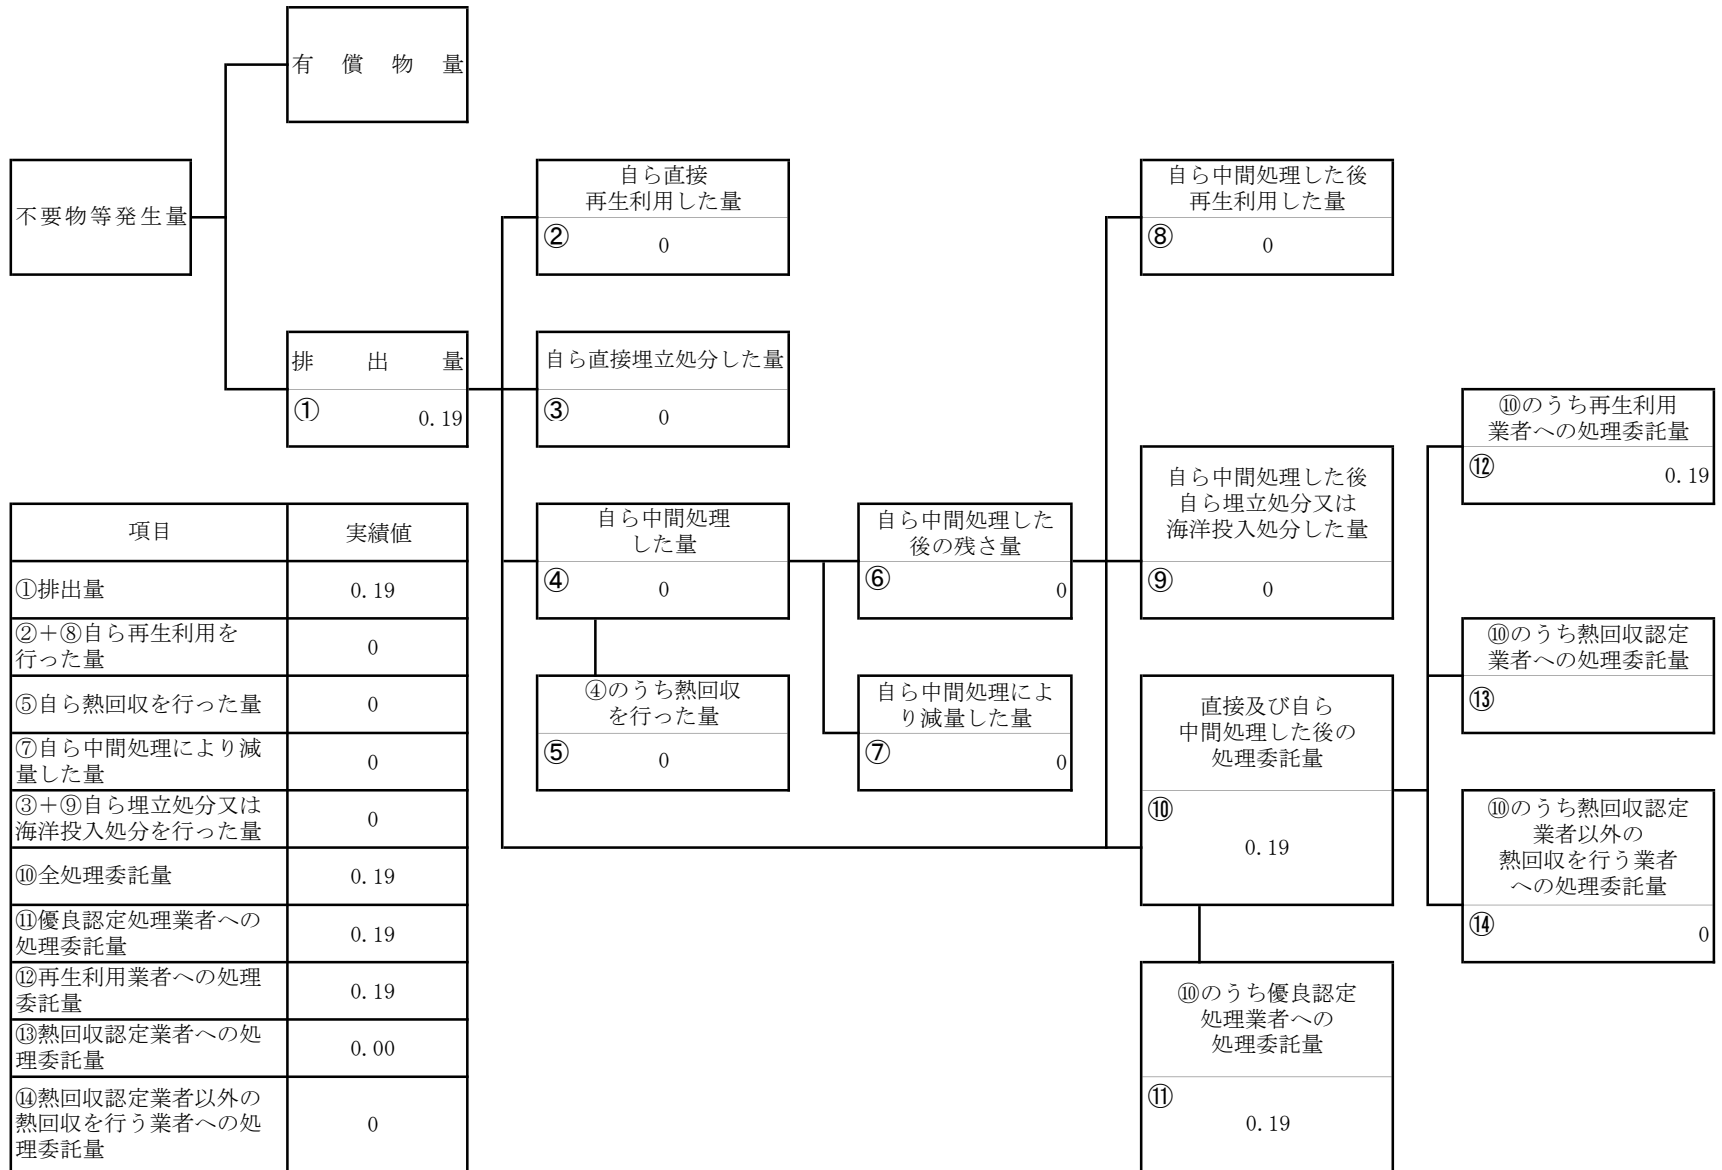 有償物量
不要物等発生量
排出量
① 0.19
自ら直接
再生利用した量
② 0
自ら直接埋立処分した量
③ 0
自ら中間処理
した量
④ 0
④のうち熱回収
を行った量
⑤ 0
自ら中間処理した
後の残さ量
⑥ 0
自ら中間処理によ
り減量した量
⑦ 0
自ら中間処理した後
再生利用した量
⑧ 0
自ら中間処理した後
自ら埋立処分又は
海洋投入処分した量
⑨ 0
直接及び自ら
中間処理した後の
処理委託量
⑩
0.19
⑩のうち優良認定
処理業者への
処理委託量
⑪
0.19
⑩のうち再生利用
業者への処理委託量
⑫ 0.19
⑩のうち熱回収認定
業者への処理委託量
⑬
⑩のうち熱回収認定
業者以外の
熱回収を行う業者
への処理委託量
⑭ 0
項目 実績値
①排出量 0.19
②+⑧自ら再生利用を
行った量 0
⑤自ら熱回収を行った量 0
⑦自ら中間処理により減
量した量 0
③+⑨自ら埋立処分又は
海洋投入処分を行った量 0
⑩全処理委託量 0.19
⑪優良認定処理業者への
処理委託量 0.19
⑫再生利用業者への処理
委託量 0.19
⑬熱回収認定業者への処
理委託量 0.00
⑭熱回収認定業者以外の
熱回収を行う業者への処
理委託量 0